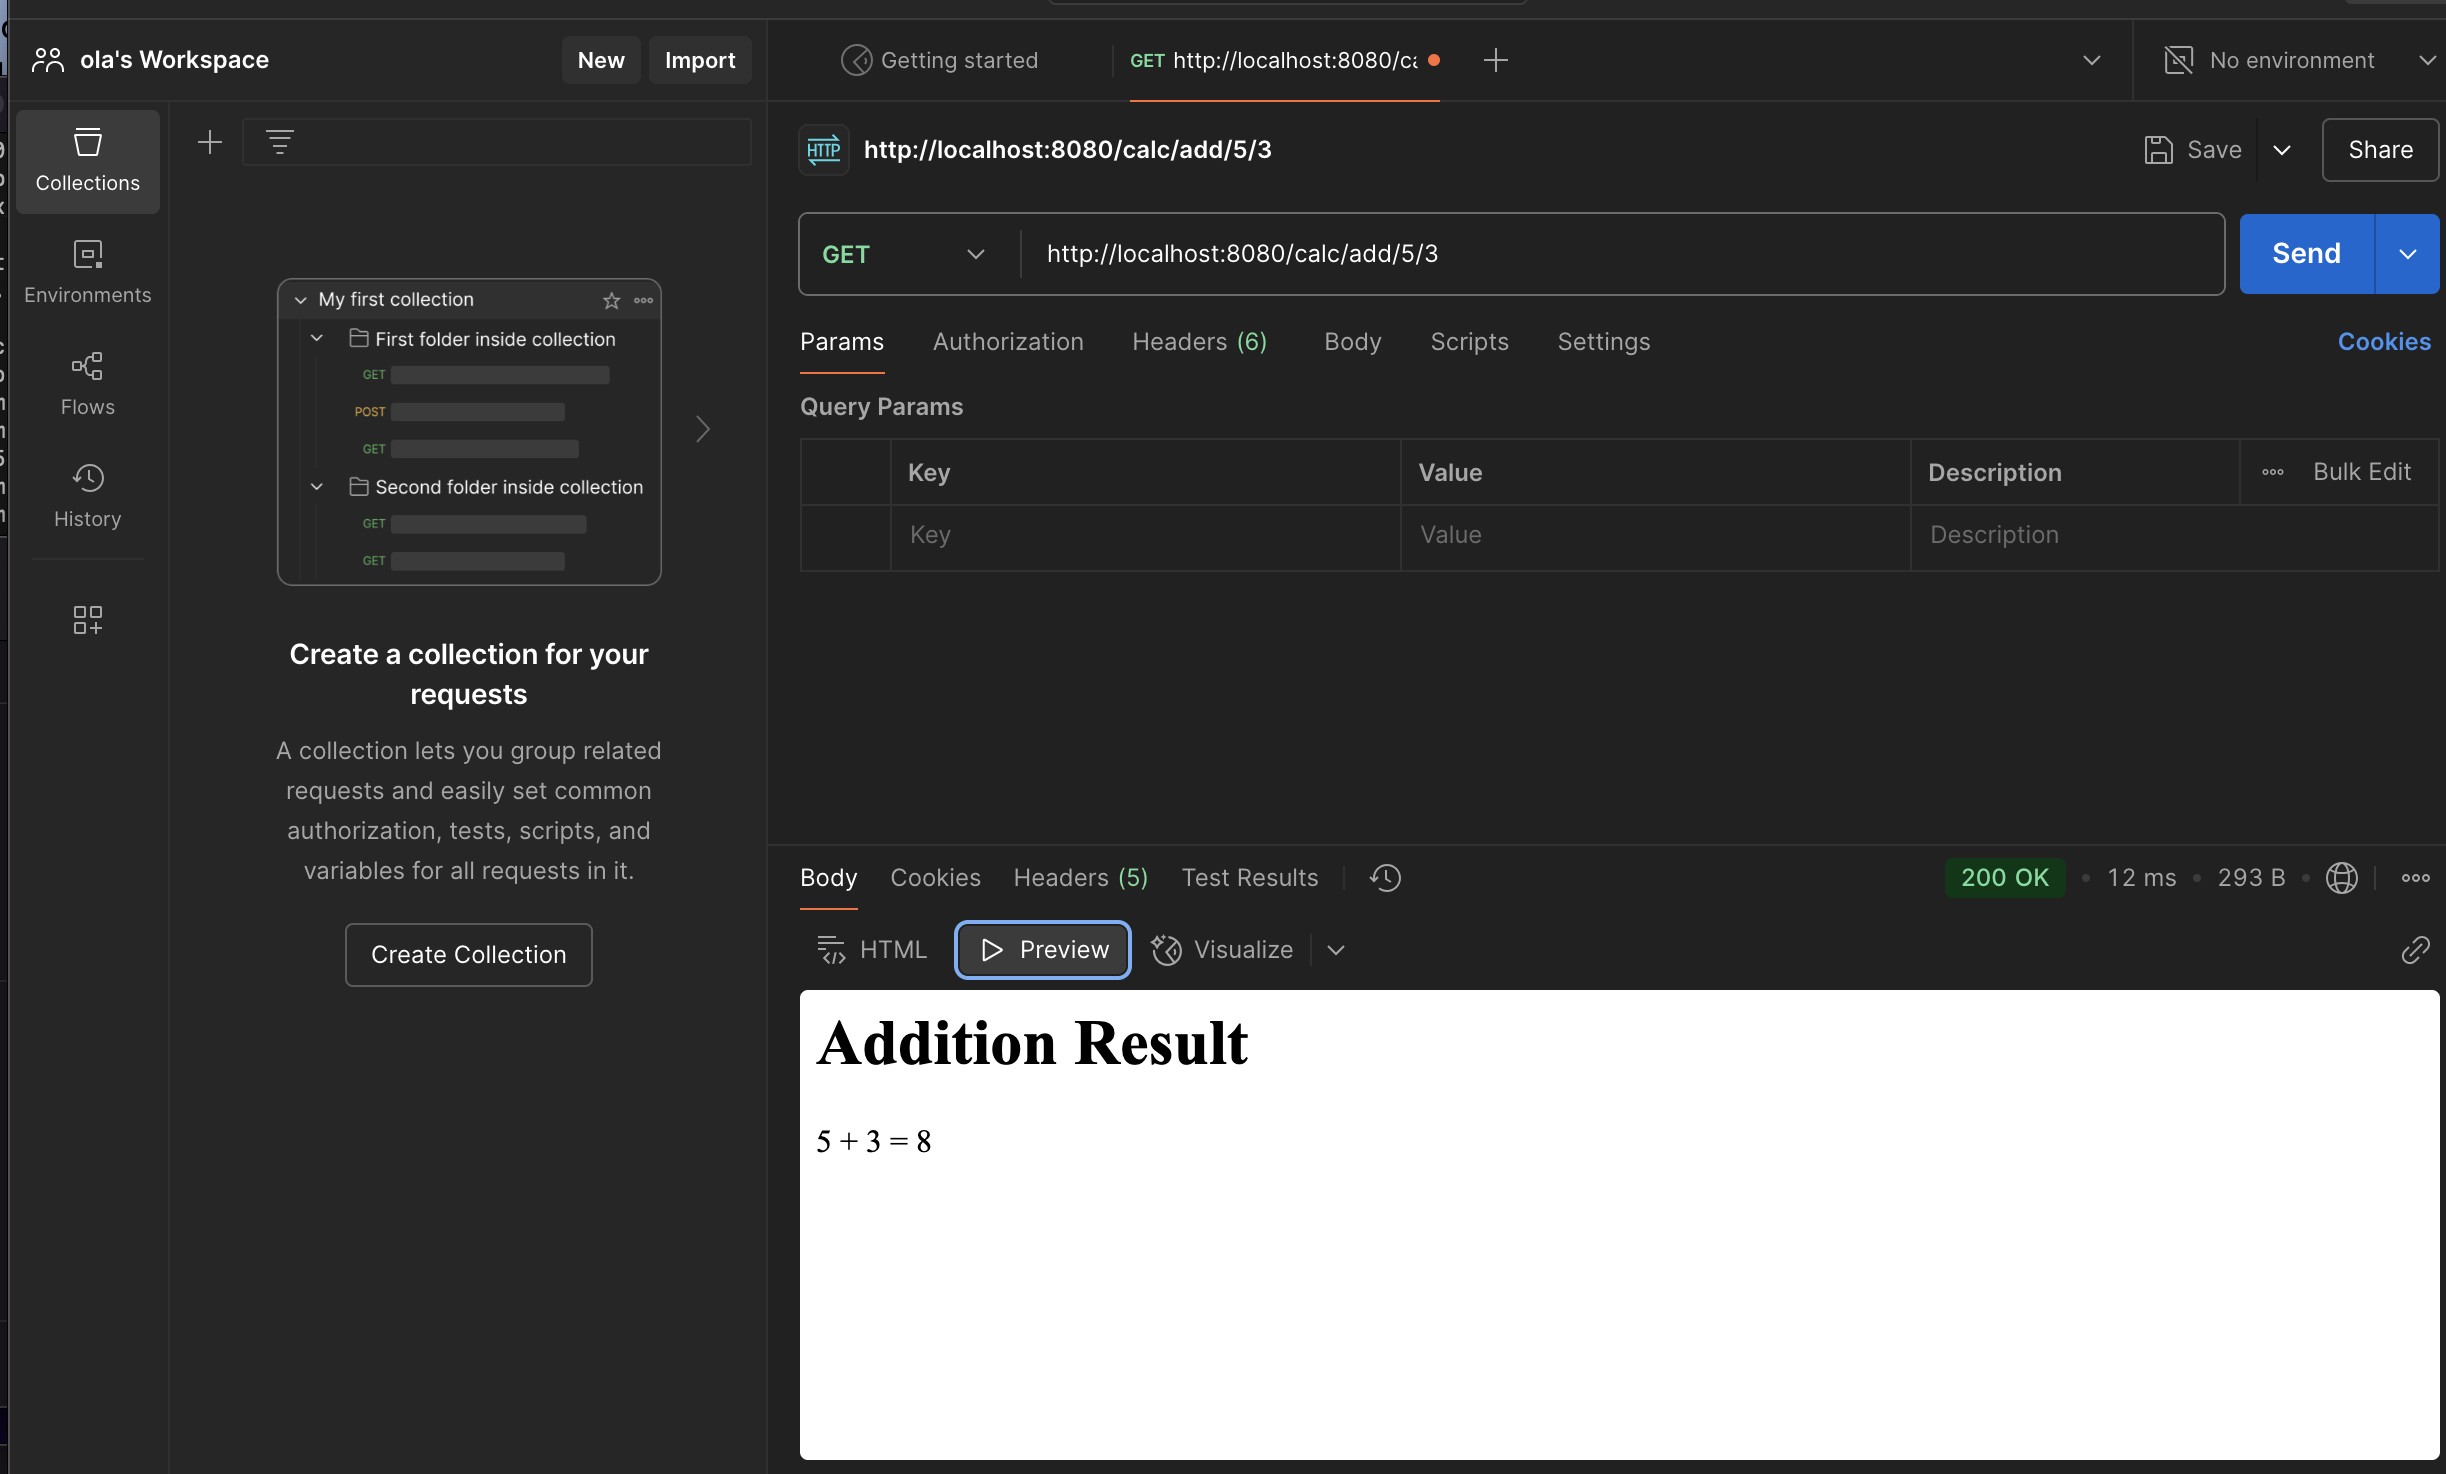 ola's Workspace
New
Import
Getting started
GET http://localhost:8080/ca
No environment
Collections
Environments
Flows
History
My first collection
First folder inside collection
GET
POST
GET
Second folder inside collection
GET
GET
Create a collection for your
requests
A collection lets you group related
requests and easily set common
authorization, tests, scripts, and
variables for all requests in it.
Create Collection
HTTP
http://localhost:8080/calc/add/5/3
Save
Share
GET
http://localhost:8080/calc/add/5/3
Send
Params
Authorization
Headers (6)
Body
Scripts
Settings
Cookies
Query Params
Key
Value
Description
Bulk Edit
Key
Value
Description
Body
Cookies
Headers (5)
Test Results
200 OK
12 ms
293 B
HTML
Preview
Visualize
Addition Result
5 + 3 = 8